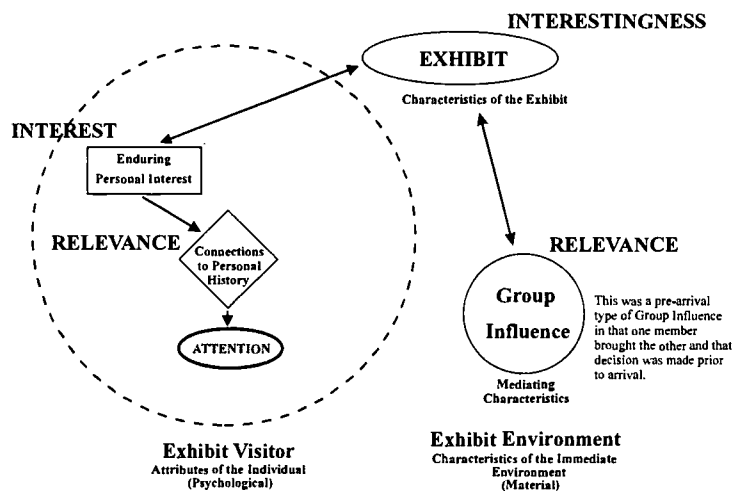 INTERESTINGNESS
EXHIBIT
Characteristics of the Exhibit
INTEREST
Enduring
Personal Interest
RELEVANCE
Connections
to Personal
History
ATTENTION
RELEVANCE
Group
Influence
This was a pre-arrival
type of Group Influence
in that one member
brought the other and that
decision was made prior
to arrival.
Mediating
Characteristics
Exhibit Visitor
Attributes of the Individual
(Psychological)
Exhibit Environment
Characteristics of the Immediate
Environment
(Material)